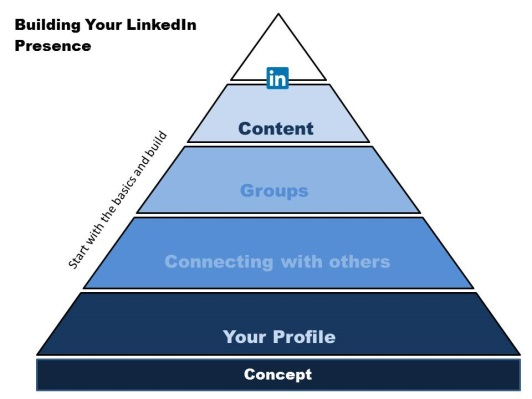 Building Your LinkedIn
Presence
in
Content
Groups
Start with the basics and build
Connecting with others
Your Profile
Concept